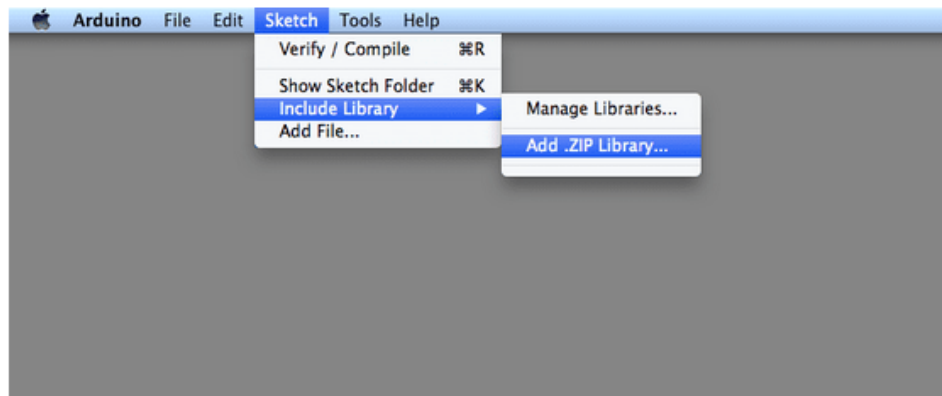 Arduino File Edit Sketch Tools Help
Verify / Compile ⌘R
Show Sketch Folder ⌘K
Include Library ▶
Add File...
Manage Libraries...
Add .ZIP Library...